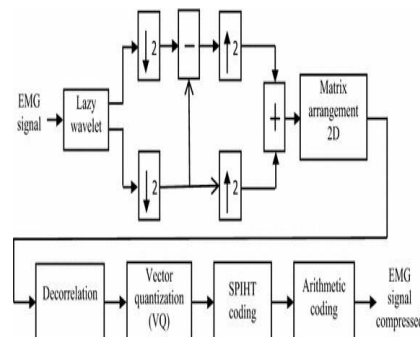 ↓ 2
−
↑ 2
EMG
signal
Lazy
wavelet
+
Matrix
arrangement
2D
↓ 2
↑ 2
Decorrelation
Vector
quantization
(VQ)
SPIHT
coding
Arithmetic
coding
EMG
signal
compressed